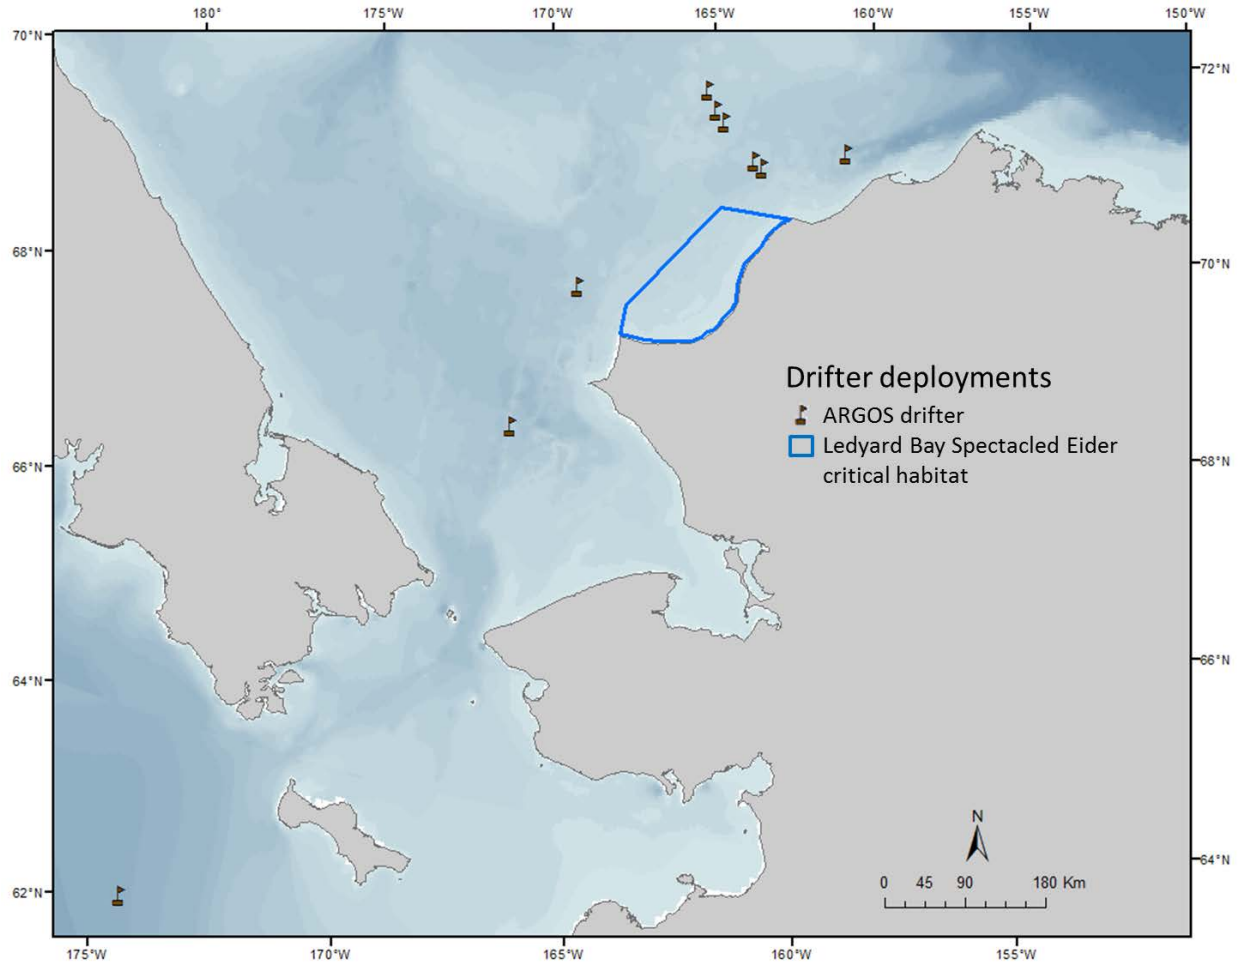 180° 175°W 170°W 165°W 160°W 155°W 150°W
70°N
72°N
68°N
70°N
Drifter deployments
ARGOS drifter
Ledyard Bay Spectacled Eider
critical habitat
66°N
68°N
64°N
66°N
N
62°N
64°N
0 45 90 180 Km
175°W 170°W 165°W 160°W 155°W